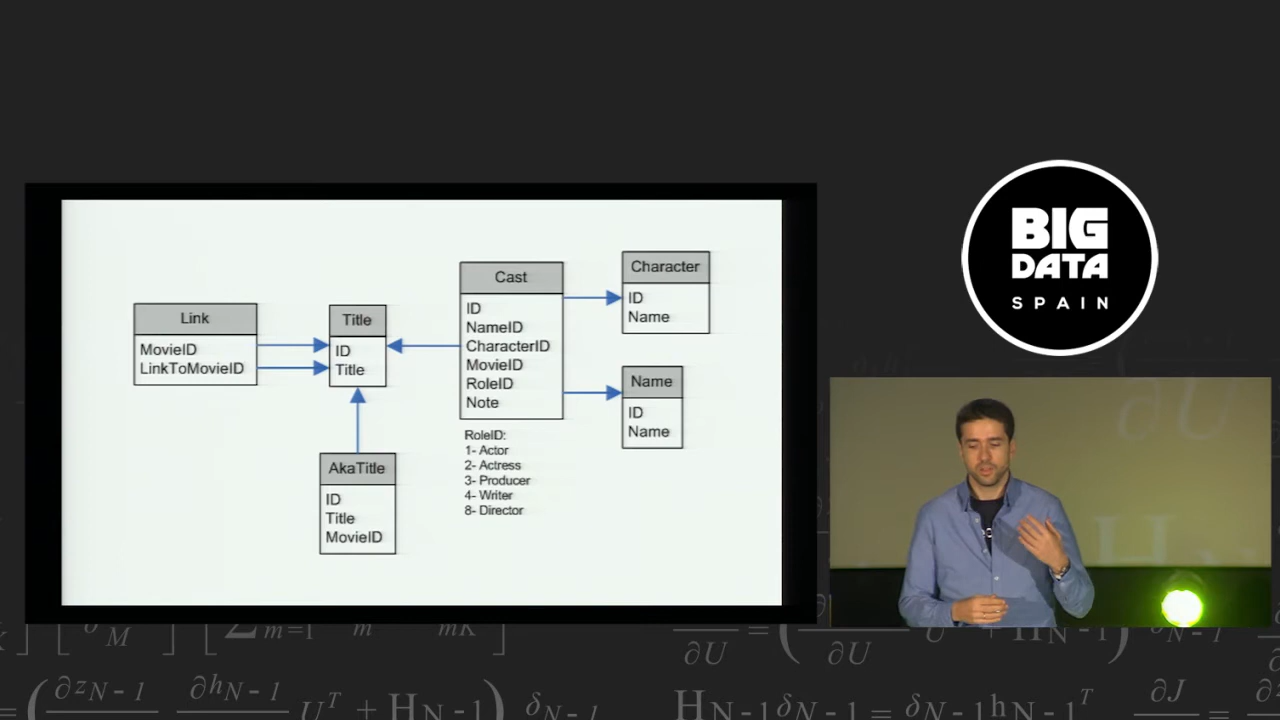 Link
MovieID
LinkToMovieID
Title
ID
Title
AkaTitle
ID
Title
MovieID
Cast
ID
NameID
CharacterID
MovieID
RoleID
Note
RoleID:
1- Actor
2- Actress
3- Producer
4- Writer
8- Director
Character
ID
Name
Name
ID
Name
BIG
DATA
SPAIN